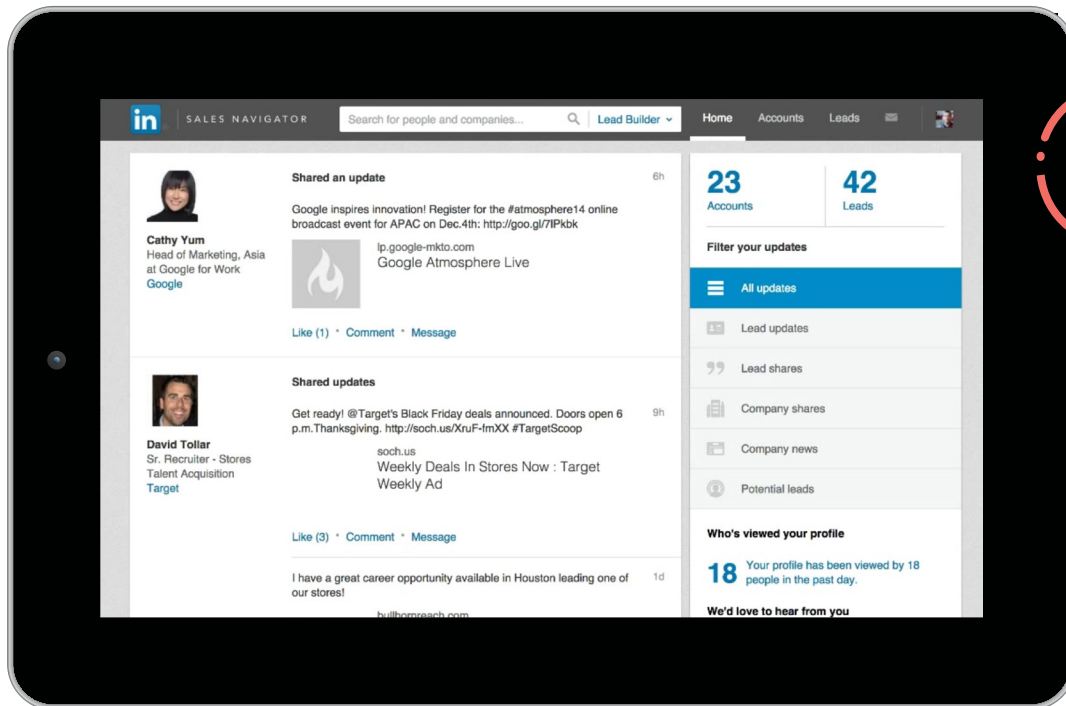 in SALES NAVIGATOR Search for people and companies... Lead Builder Home Accounts Leads
Cathy Yum
Head of Marketing, Asia
at Google for Work
Google
Shared an update 6h
Google inspires innovation! Register for the #atmosphere14 online
broadcast event for APAC on Dec.4th: http://goo.gl/7IPkbk
lp.google-mkto.com
Google Atmosphere Live
Like (1) * Comment * Message
David Tollar
Sr. Recruiter - Stores
Talent Acquisition
Target
Shared updates
Get ready! @Target's Black Friday deals announced. Doors open 6 9h
p.m.Thanksgiving. http://soch.us/XruF-fmXX #TargetScoop
soch.us
Weekly Deals In Stores Now : Target
Weekly Ad
Like (3) * Comment * Message
I have a great career opportunity available in Houston leading one of 1d
our stores!
bullhornreach.com
23
Accounts
42
Leads
Filter your updates
All updates
Lead updates
Lead shares
Company shares
Company news
Potential leads
Who's viewed your profile
18 Your profile has been viewed by 18
people in the past day.
We'd love to hear from you